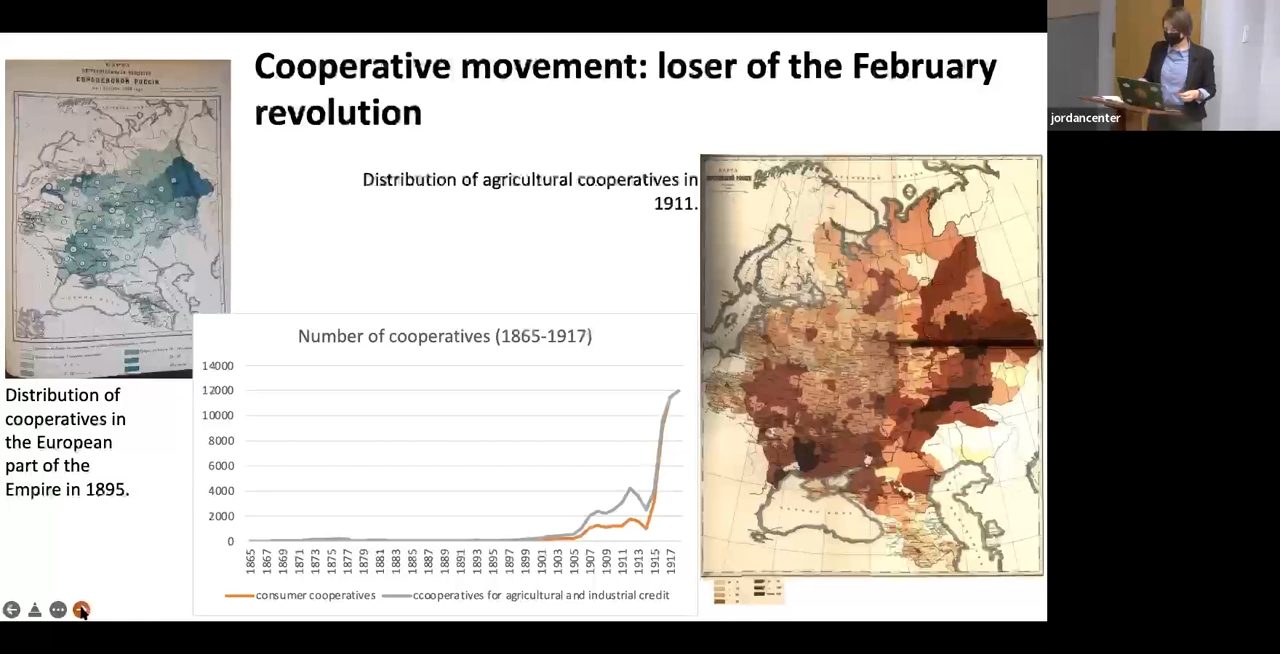 Cooperative movement: loser of the February
revolution
КАРТА
ЕВРОПЕЙСКОЙ РОССІИ
jordancenter
Distribution of agricultural cooperatives in
1911.
Distribution of
cooperatives in
the European
part of the
Empire in 1895.
Number of cooperatives (1865-1917)
14000
12000
10000
8000
6000
4000
2000
0
1865
1867
1869
1871
1873
1875
1877
1879
1881
1883
1885
1887
1889
1891
1893
1895
1897
1899
1901
1903
1905
1907
1909
1911
1913
1915
1917
consumer cooperatives
ccooperatives for agricultural and industrial credit